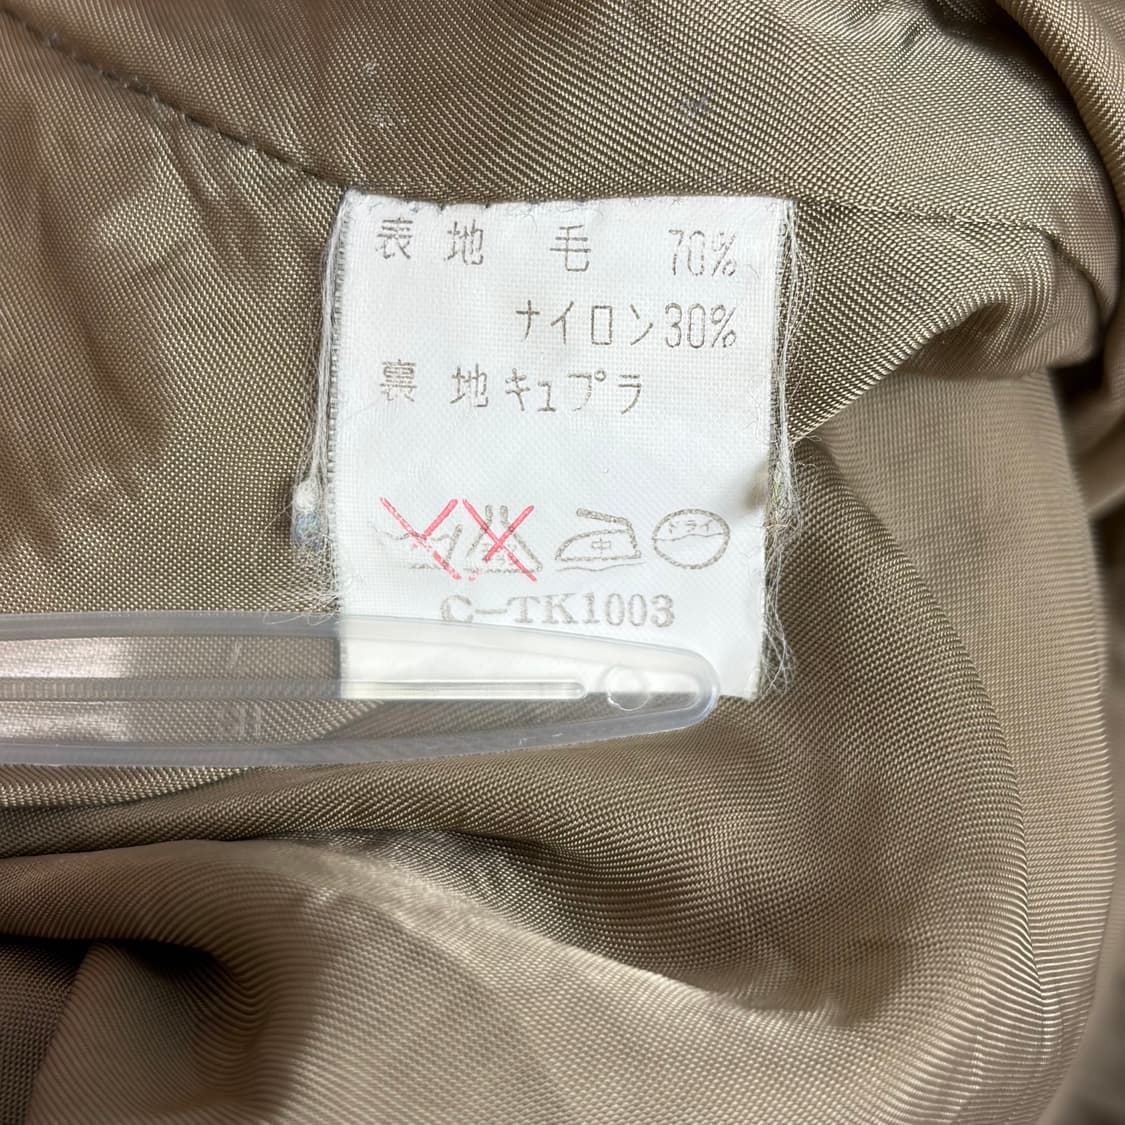 表地 毛 70%
ナイロン30%
裏地キュプラ
中 ドライ
C-TK1003